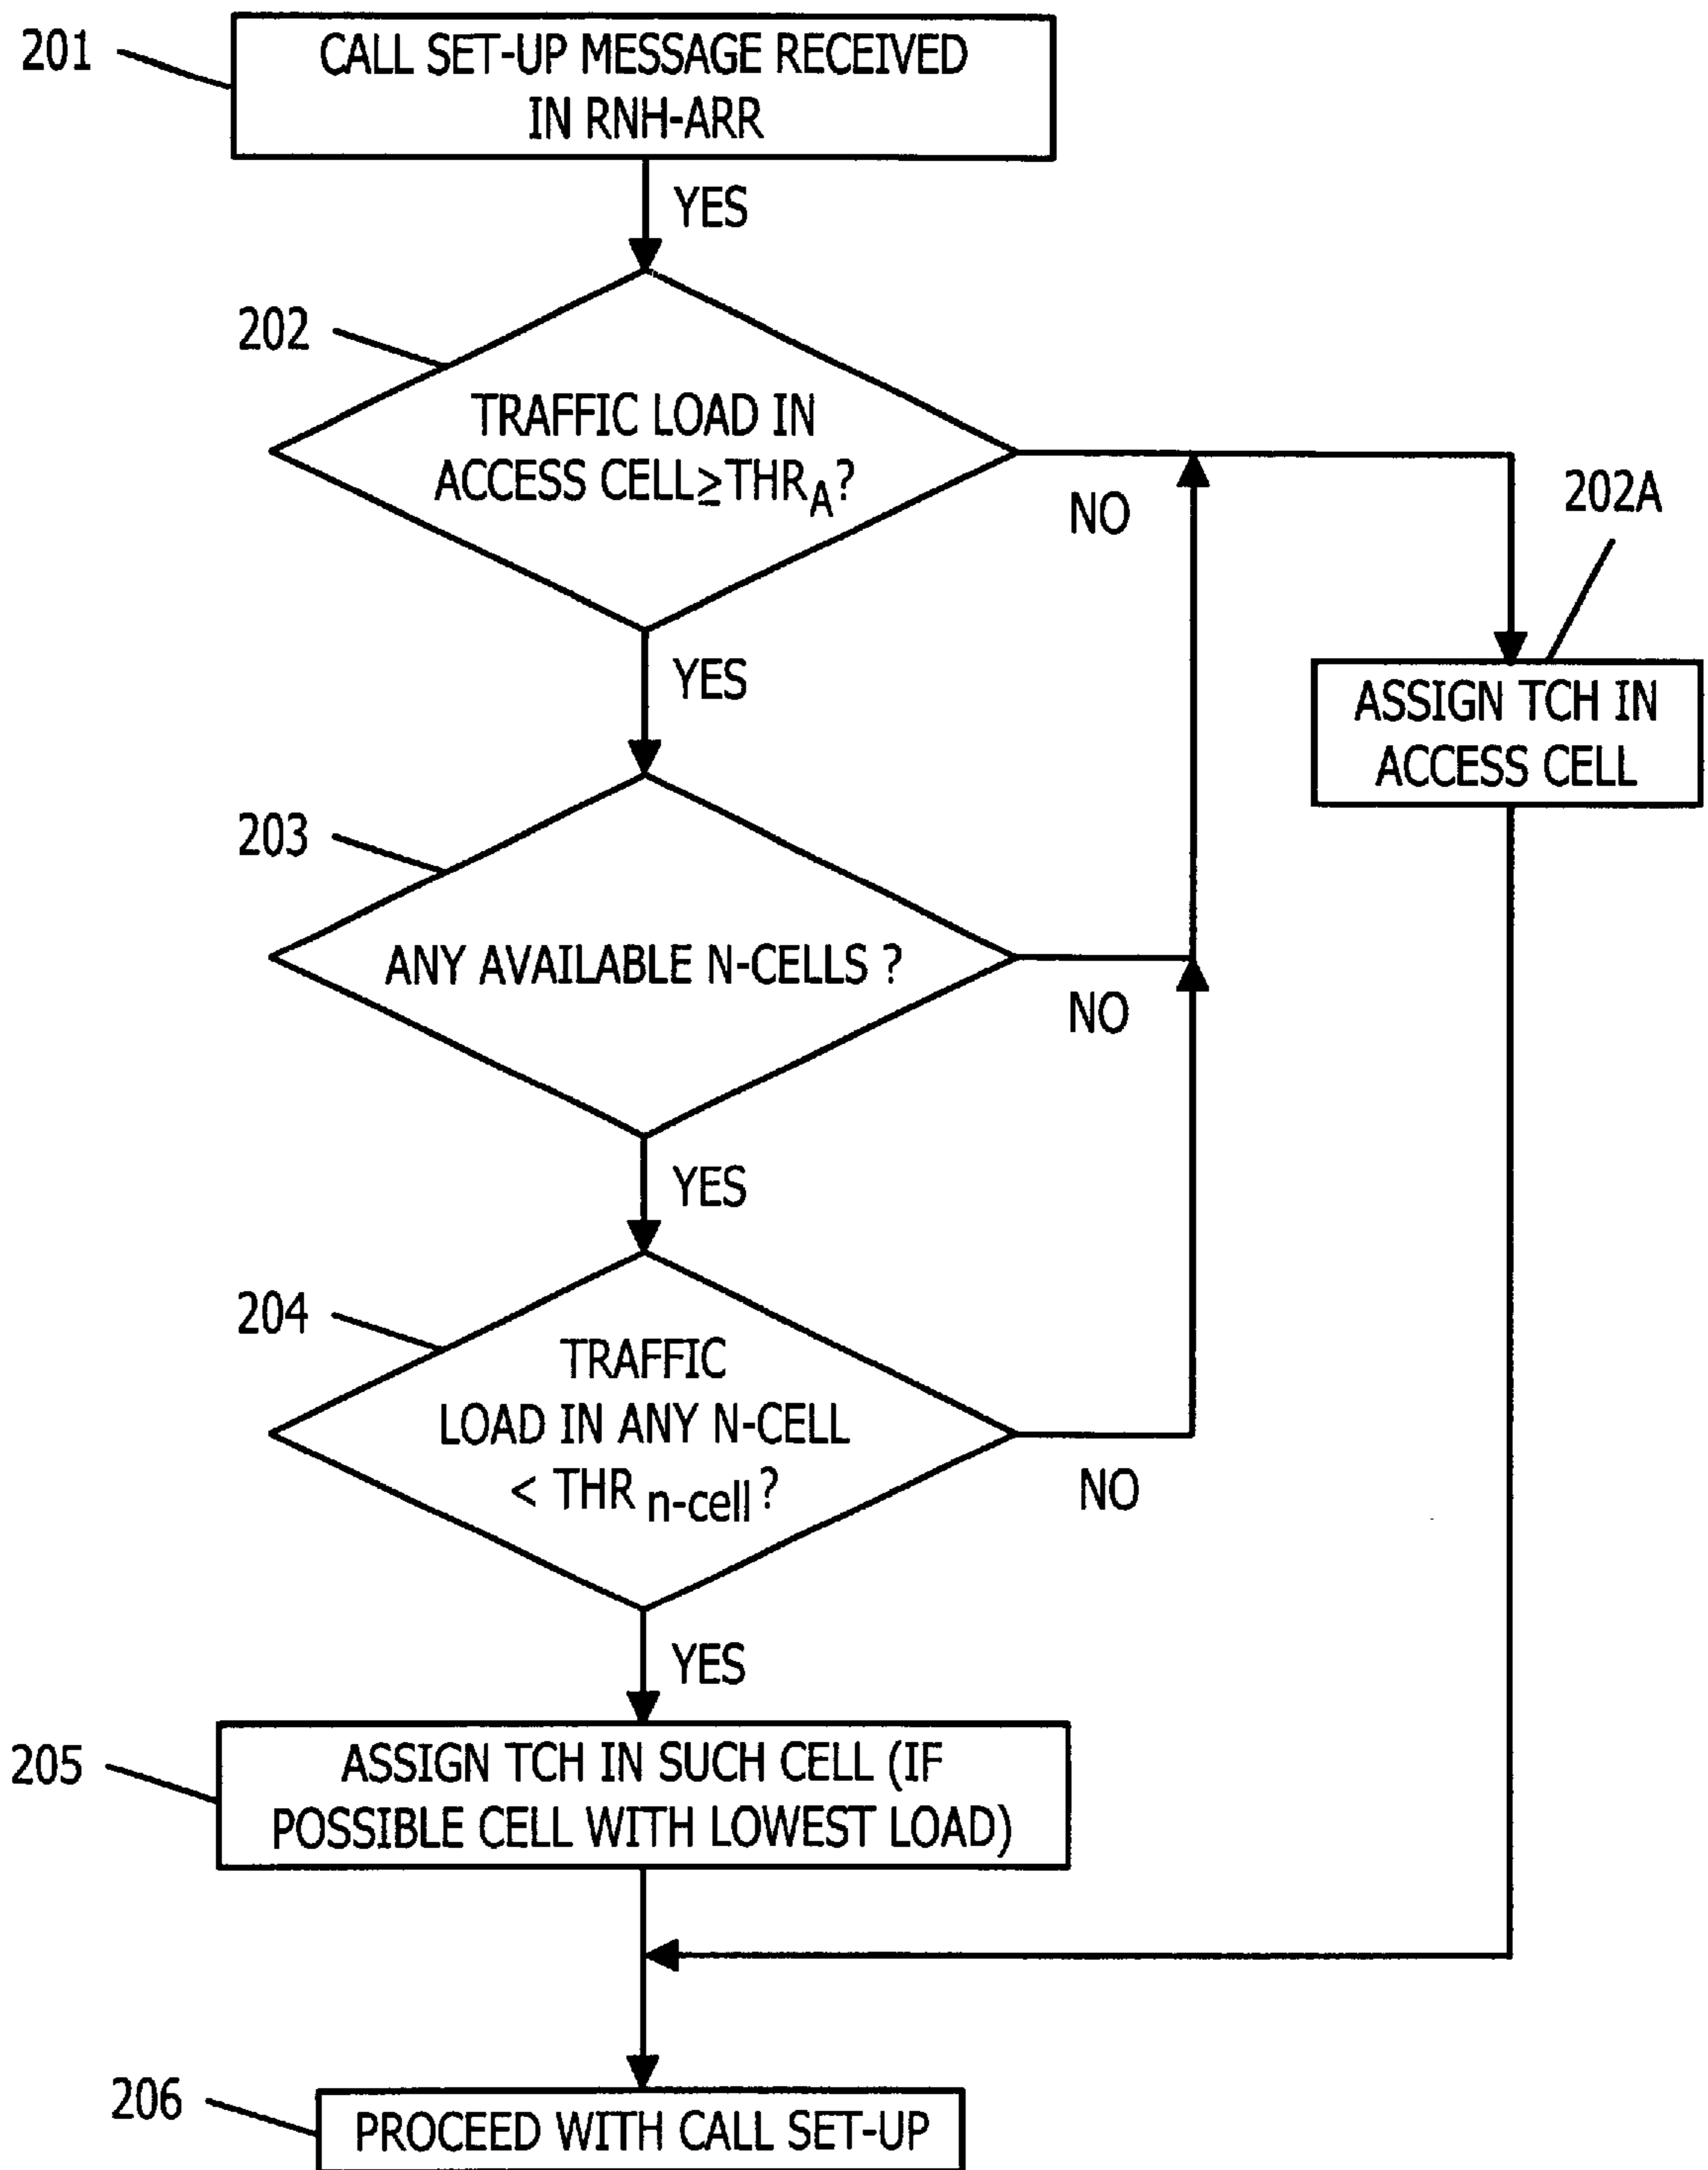 201
CALL SET-UP MESSAGE RECEIVED
IN RNH-ARR
YES
202
TRAFFIC LOAD IN
ACCESS CELL≥THR_A?
NO
202A
YES
ASSIGN TCH IN
ACCESS CELL
203
ANY AVAILABLE N-CELLS ?
NO
YES
204
TRAFFIC
LOAD IN ANY N-CELL
< THR n-cell ?
NO
YES
205
ASSIGN TCH IN SUCH CELL (IF
POSSIBLE CELL WITH LOWEST LOAD)
206
PROCEED WITH CALL SET-UP